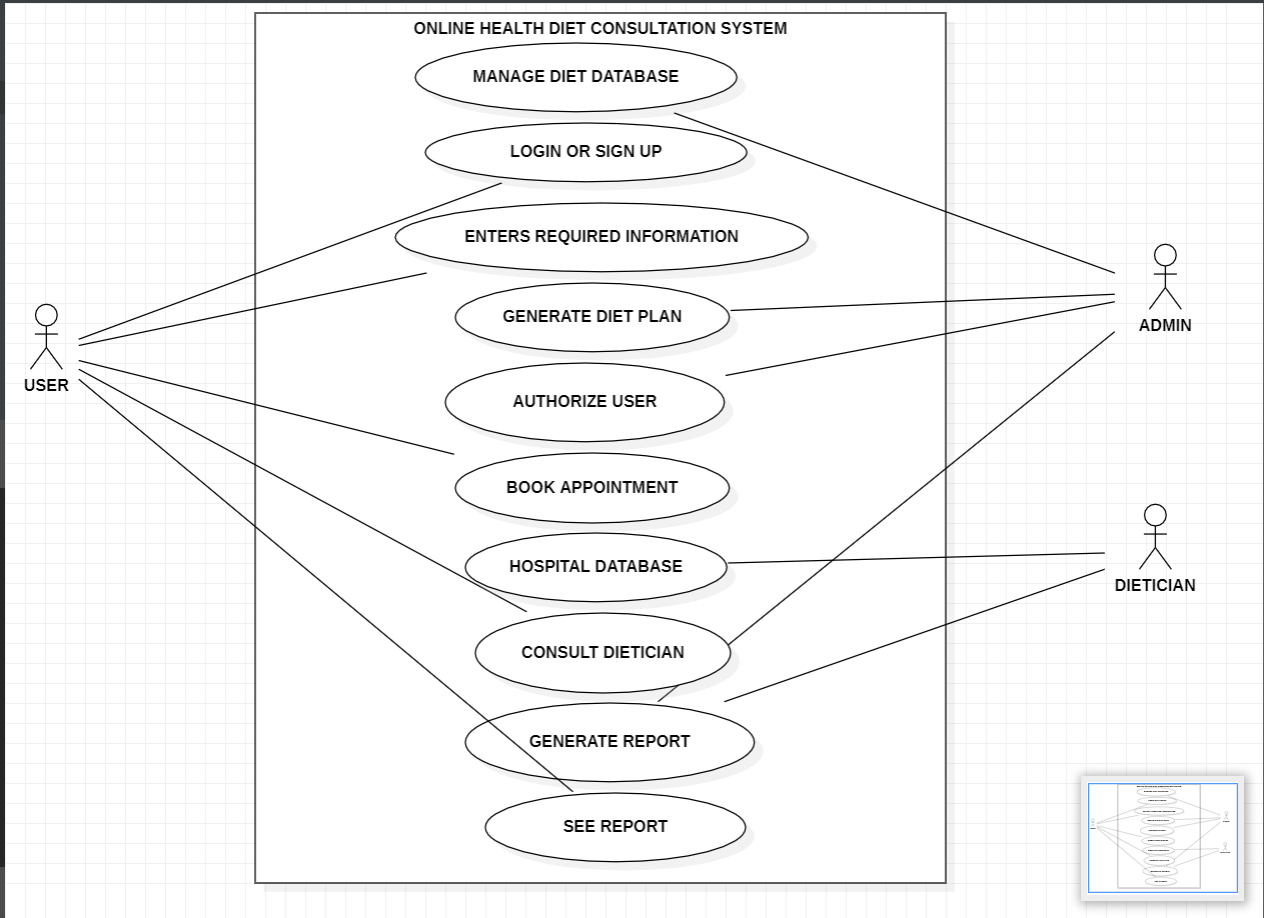 ONLINE HEALTH DIET CONSULTATION SYSTEM
MANAGE DIET DATABASE
LOGIN OR SIGN UP
ENTERS REQUIRED INFORMATION
GENERATE DIET PLAN
ADMIN
USER
AUTHORIZE USER
BOOK APPOINTMENT
HOSPITAL DATABASE
DIETICIAN
CONSULT DIETICIAN
GENERATE REPORT
SEE REPORT